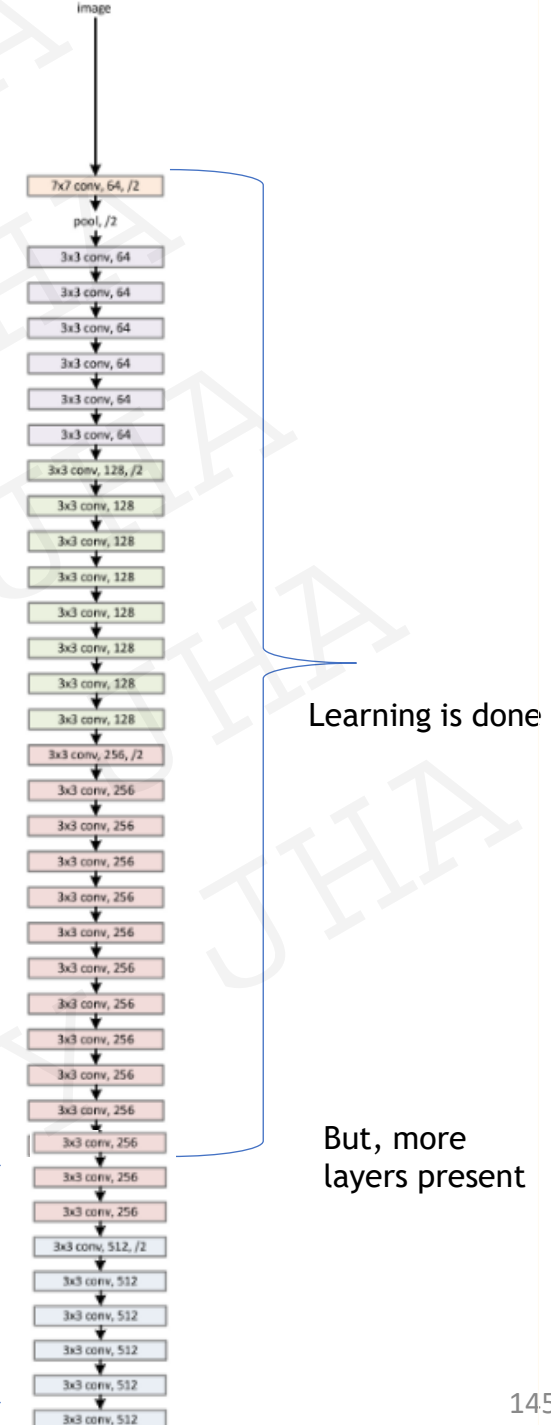 image
7x7 conv, 64, /2
pool, /2
3x3 conv, 64
3x3 conv, 64
3x3 conv, 64
3x3 conv, 64
3x3 conv, 64
3x3 conv, 64
3x3 conv, 128, /2
3x3 conv, 128
3x3 conv, 128
3x3 conv, 128
3x3 conv, 128
3x3 conv, 128
3x3 conv, 128
3x3 conv, 128
Learning is done
3x3 conv, 256, /2
3x3 conv, 256
3x3 conv, 256
3x3 conv, 256
3x3 conv, 256
3x3 conv, 256
3x3 conv, 256
3x3 conv, 256
3x3 conv, 256
3x3 conv, 256
3x3 conv, 256
3x3 conv, 256
But, more
layers present
3x3 conv, 256
3x3 conv, 256
3x3 conv, 512, /2
3x3 conv, 512
3x3 conv, 512
3x3 conv, 512
3x3 conv, 512
3x3 conv, 512
145
JHA
JHA
JHA